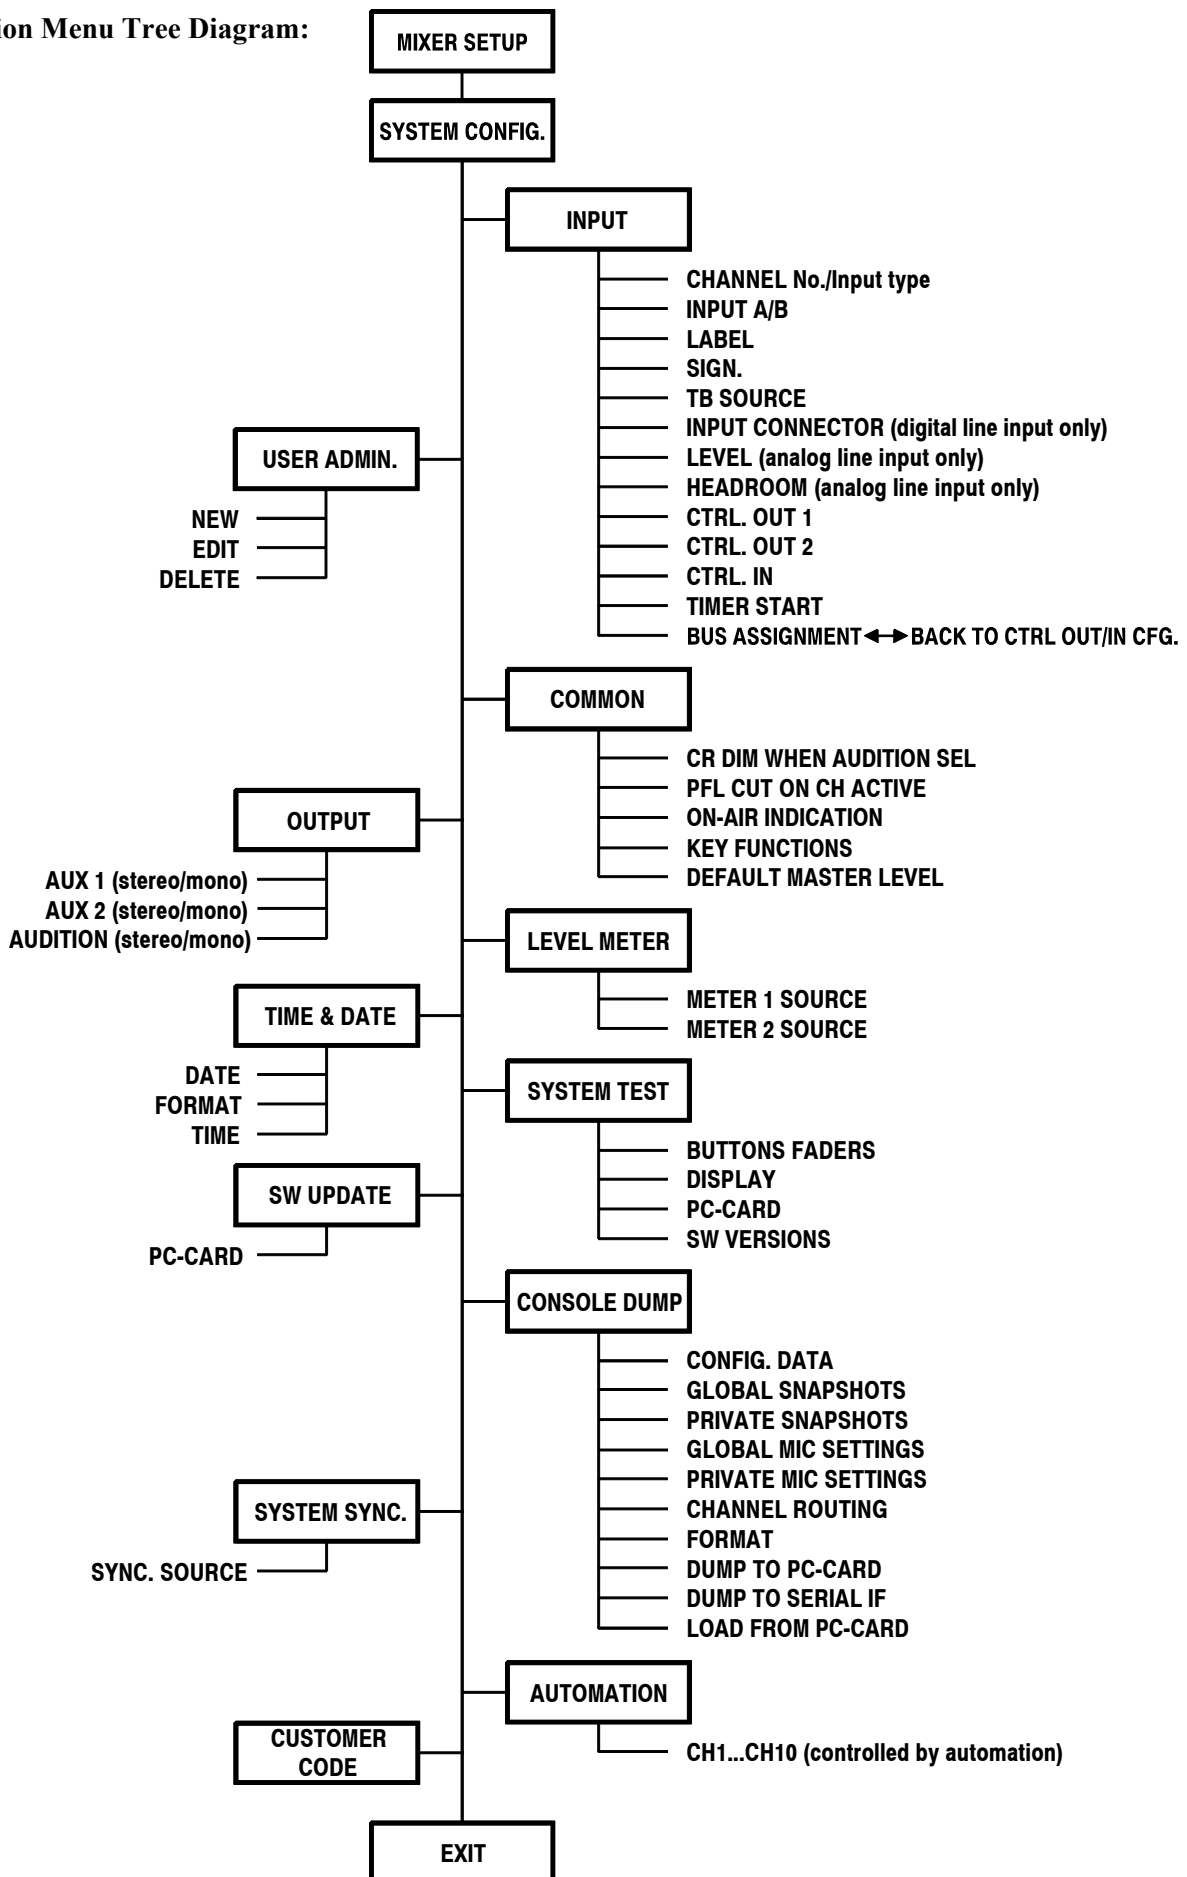 ion Menu Tree Diagram:
MIXER SETUP
SYSTEM CONFIG.
INPUT
CHANNEL No./Input type
INPUT A/B
LABEL
SIGN.
TB SOURCE
INPUT CONNECTOR (digital line input only)
LEVEL (analog line input only)
HEADROOM (analog line input only)
CTRL. OUT 1
CTRL. OUT 2
CTRL. IN
TIMER START
BUS ASSIGNMENT ◄─► BACK TO CTRL OUT/IN CFG.
USER ADMIN.
NEW
EDIT
DELETE
COMMON
CR DIM WHEN AUDITION SEL
PFL CUT ON CH ACTIVE
ON-AIR INDICATION
KEY FUNCTIONS
DEFAULT MASTER LEVEL
OUTPUT
AUX 1 (stereo/mono)
AUX 2 (stereo/mono)
AUDITION (stereo/mono)
LEVEL METER
METER 1 SOURCE
METER 2 SOURCE
TIME & DATE
DATE
FORMAT
TIME
SYSTEM TEST
BUTTONS FADERS
DISPLAY
PC-CARD
SW VERSIONS
SW UPDATE
PC-CARD
CONSOLE DUMP
CONFIG. DATA
GLOBAL SNAPSHOTS
PRIVATE SNAPSHOTS
GLOBAL MIC SETTINGS
PRIVATE MIC SETTINGS
CHANNEL ROUTING
FORMAT
DUMP TO PC-CARD
DUMP TO SERIAL IF
LOAD FROM PC-CARD
SYSTEM SYNC.
SYNC. SOURCE
AUTOMATION
CH1...CH10 (controlled by automation)
CUSTOMER
CODE
EXIT